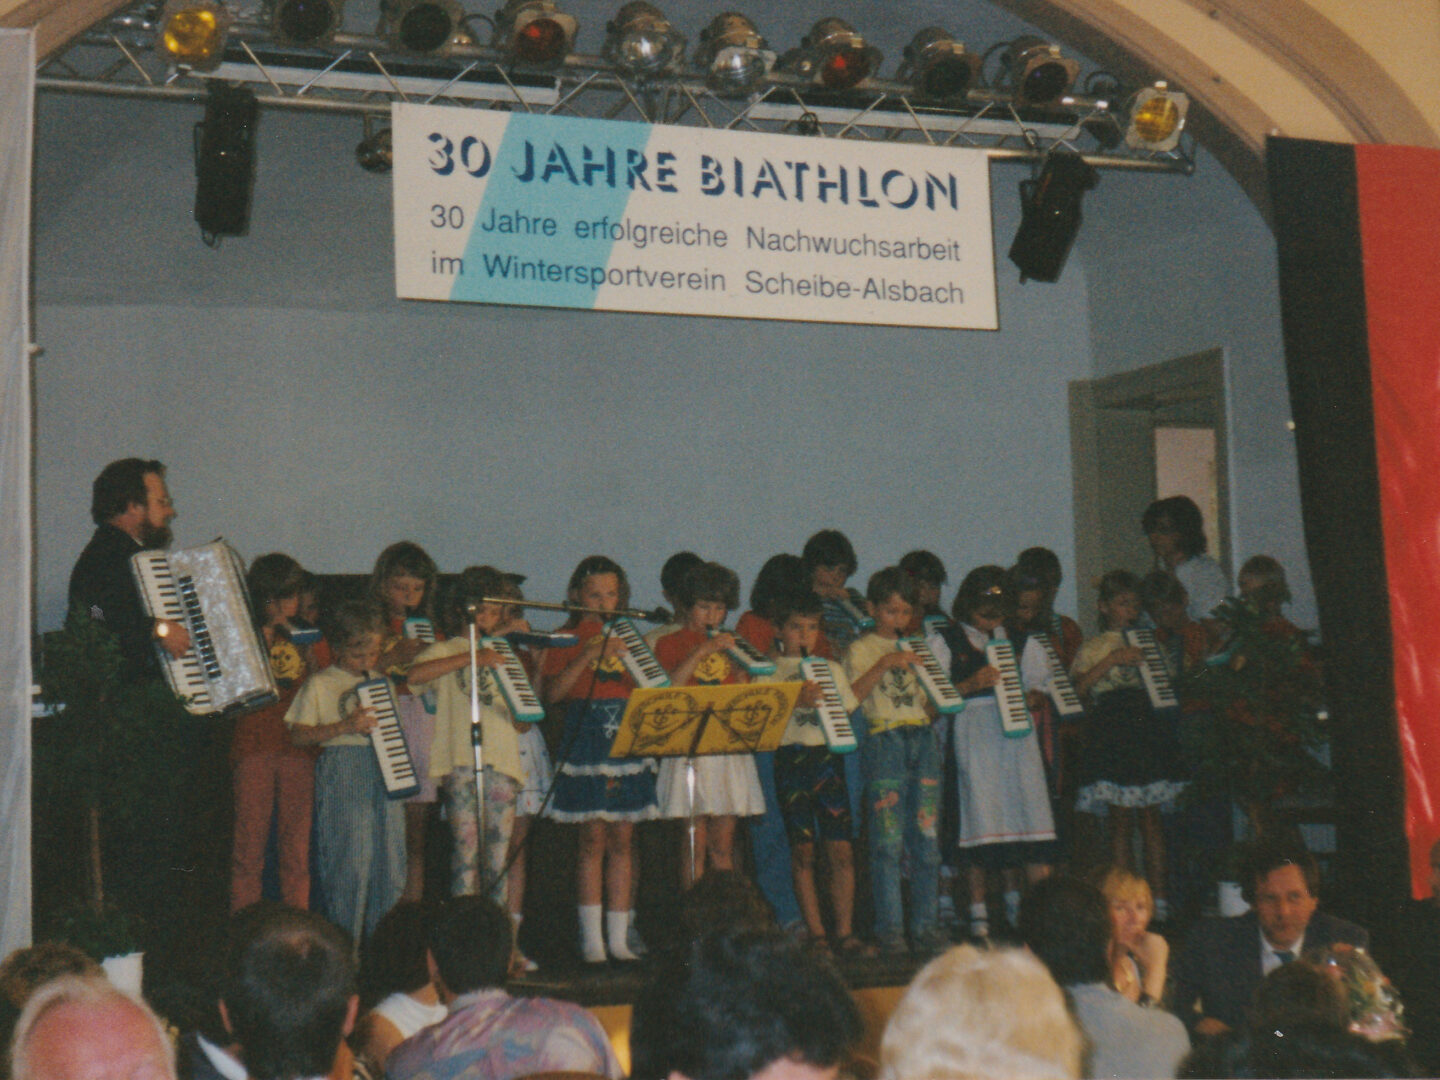 30 JAHRE BIATHLON
30 Jahre erfolgreiche Nachwuchsarbeit
im Wintersportverein Scheibe-Alsbach